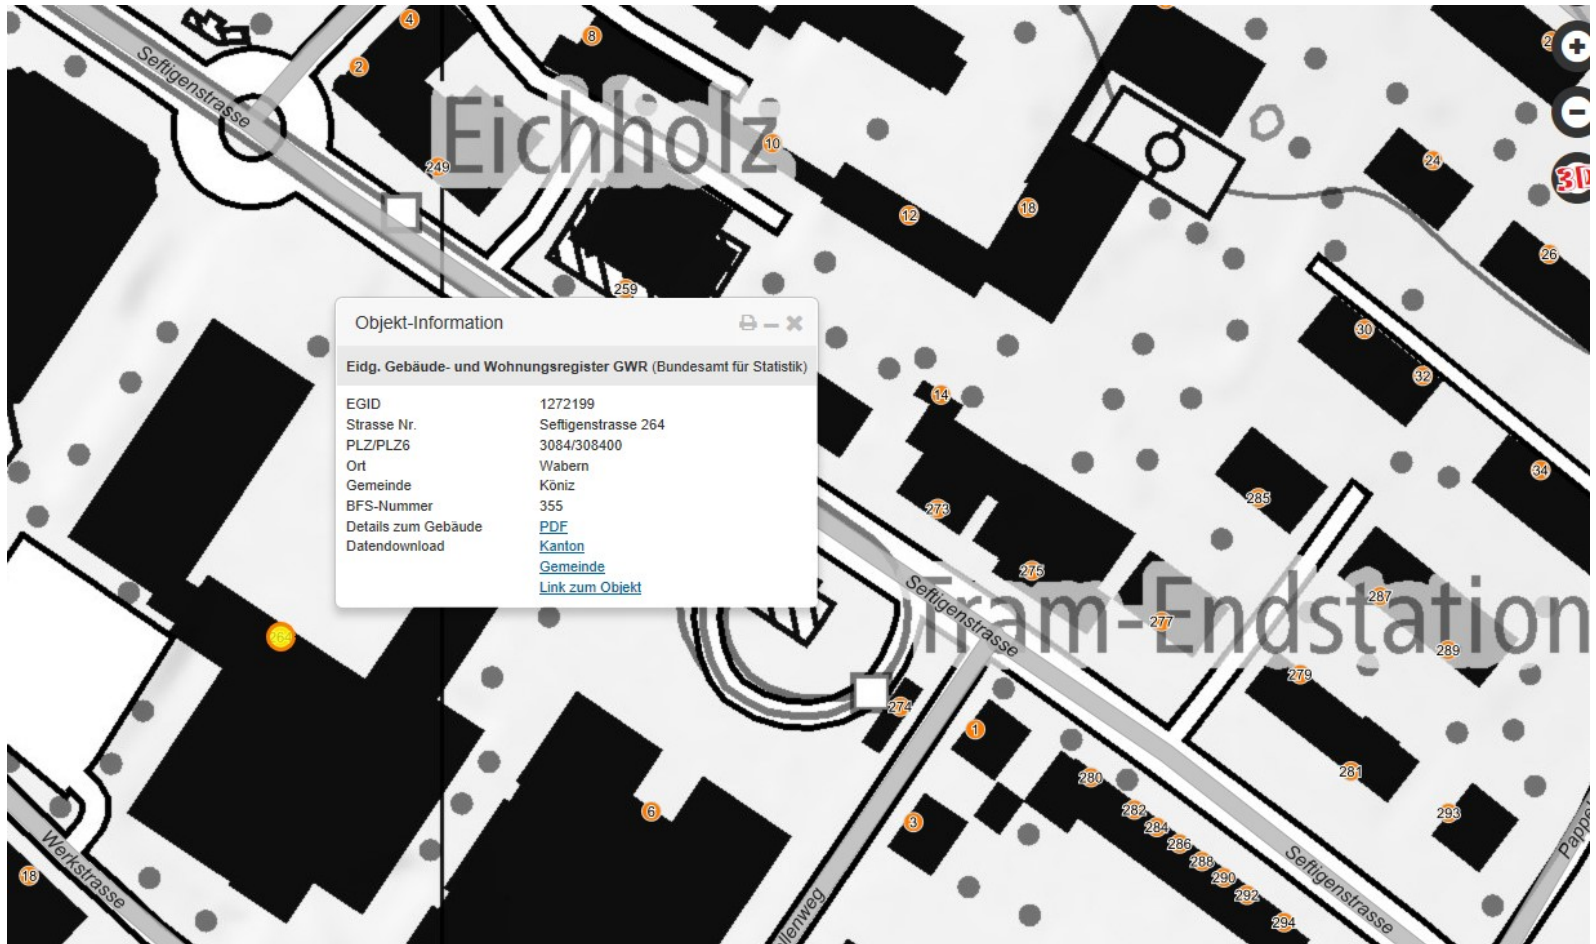 4
8
2
Seftigenstrasse
Eichholz
249
10
12
18
24
3D
26
259
30
32
34
14
273
275
285
277
287
289
279
281
293
Objekt-Information
Eidg. Gebäude- und Wohnungsregister GWR (Bundesamt für Statistik)
EGID 1272199
Strasse Nr. Seftigenstrasse 264
PLZ/PLZ6 3084/308400
Ort Wabern
Gemeinde Köniz
BFS-Nummer 355
Details zum Gebäude PDF
Datendownload Kanton
Gemeinde
Link zum Objekt
Seftigenstrasse
Tram-Endstation
264
274
1
3
6
280
282
284
286
288
290
292
294
Seftigenstrasse
Werkstrasse
18